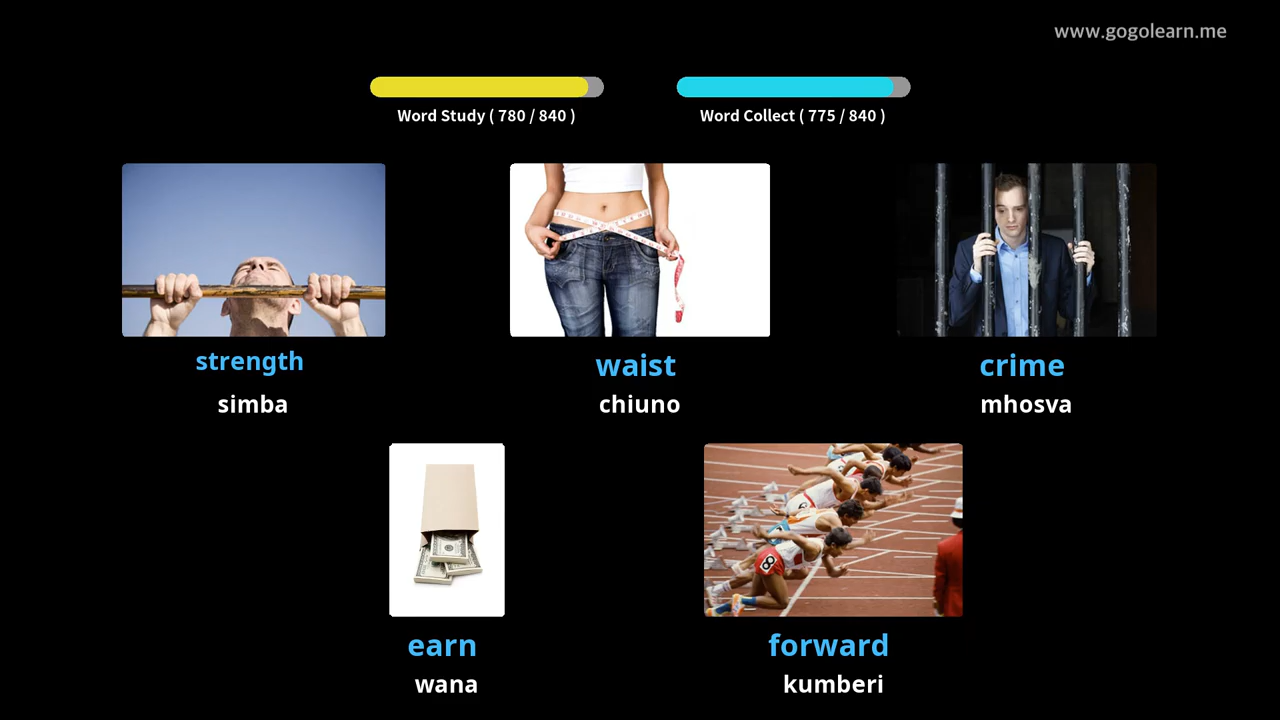 www.gogolearn.me
Word Study ( 780 / 840 )
Word Collect ( 775 / 840 )
strength
simba
waist
chiuno
crime
mhosva
earn
wana
forward
kumberi